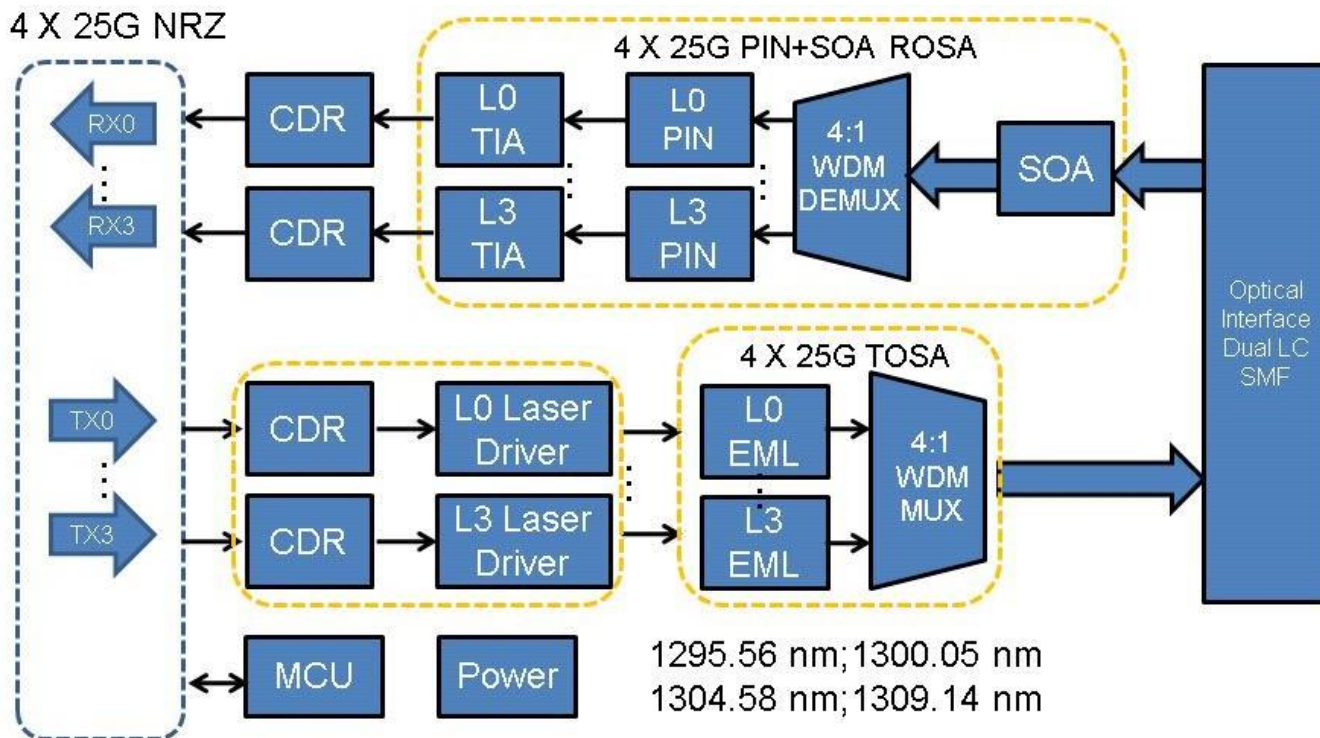 4 X 25G NRZ
4 X 25G PIN+SOA ROSA
RX0
CDR
L0
TIA
L0
PIN
4:1
WDM
DEMUX
SOA
RX3
CDR
L3
TIA
L3
PIN
Optical
Interface
Dual LC
SMF
4 X 25G TOSA
TX0
CDR
L0 Laser
Driver
L0
EML
4:1
WDM
MUX
TX3
CDR
L3 Laser
Driver
L3
EML
MCU
Power
1295.56 nm;1300.05 nm
1304.58 nm;1309.14 nm